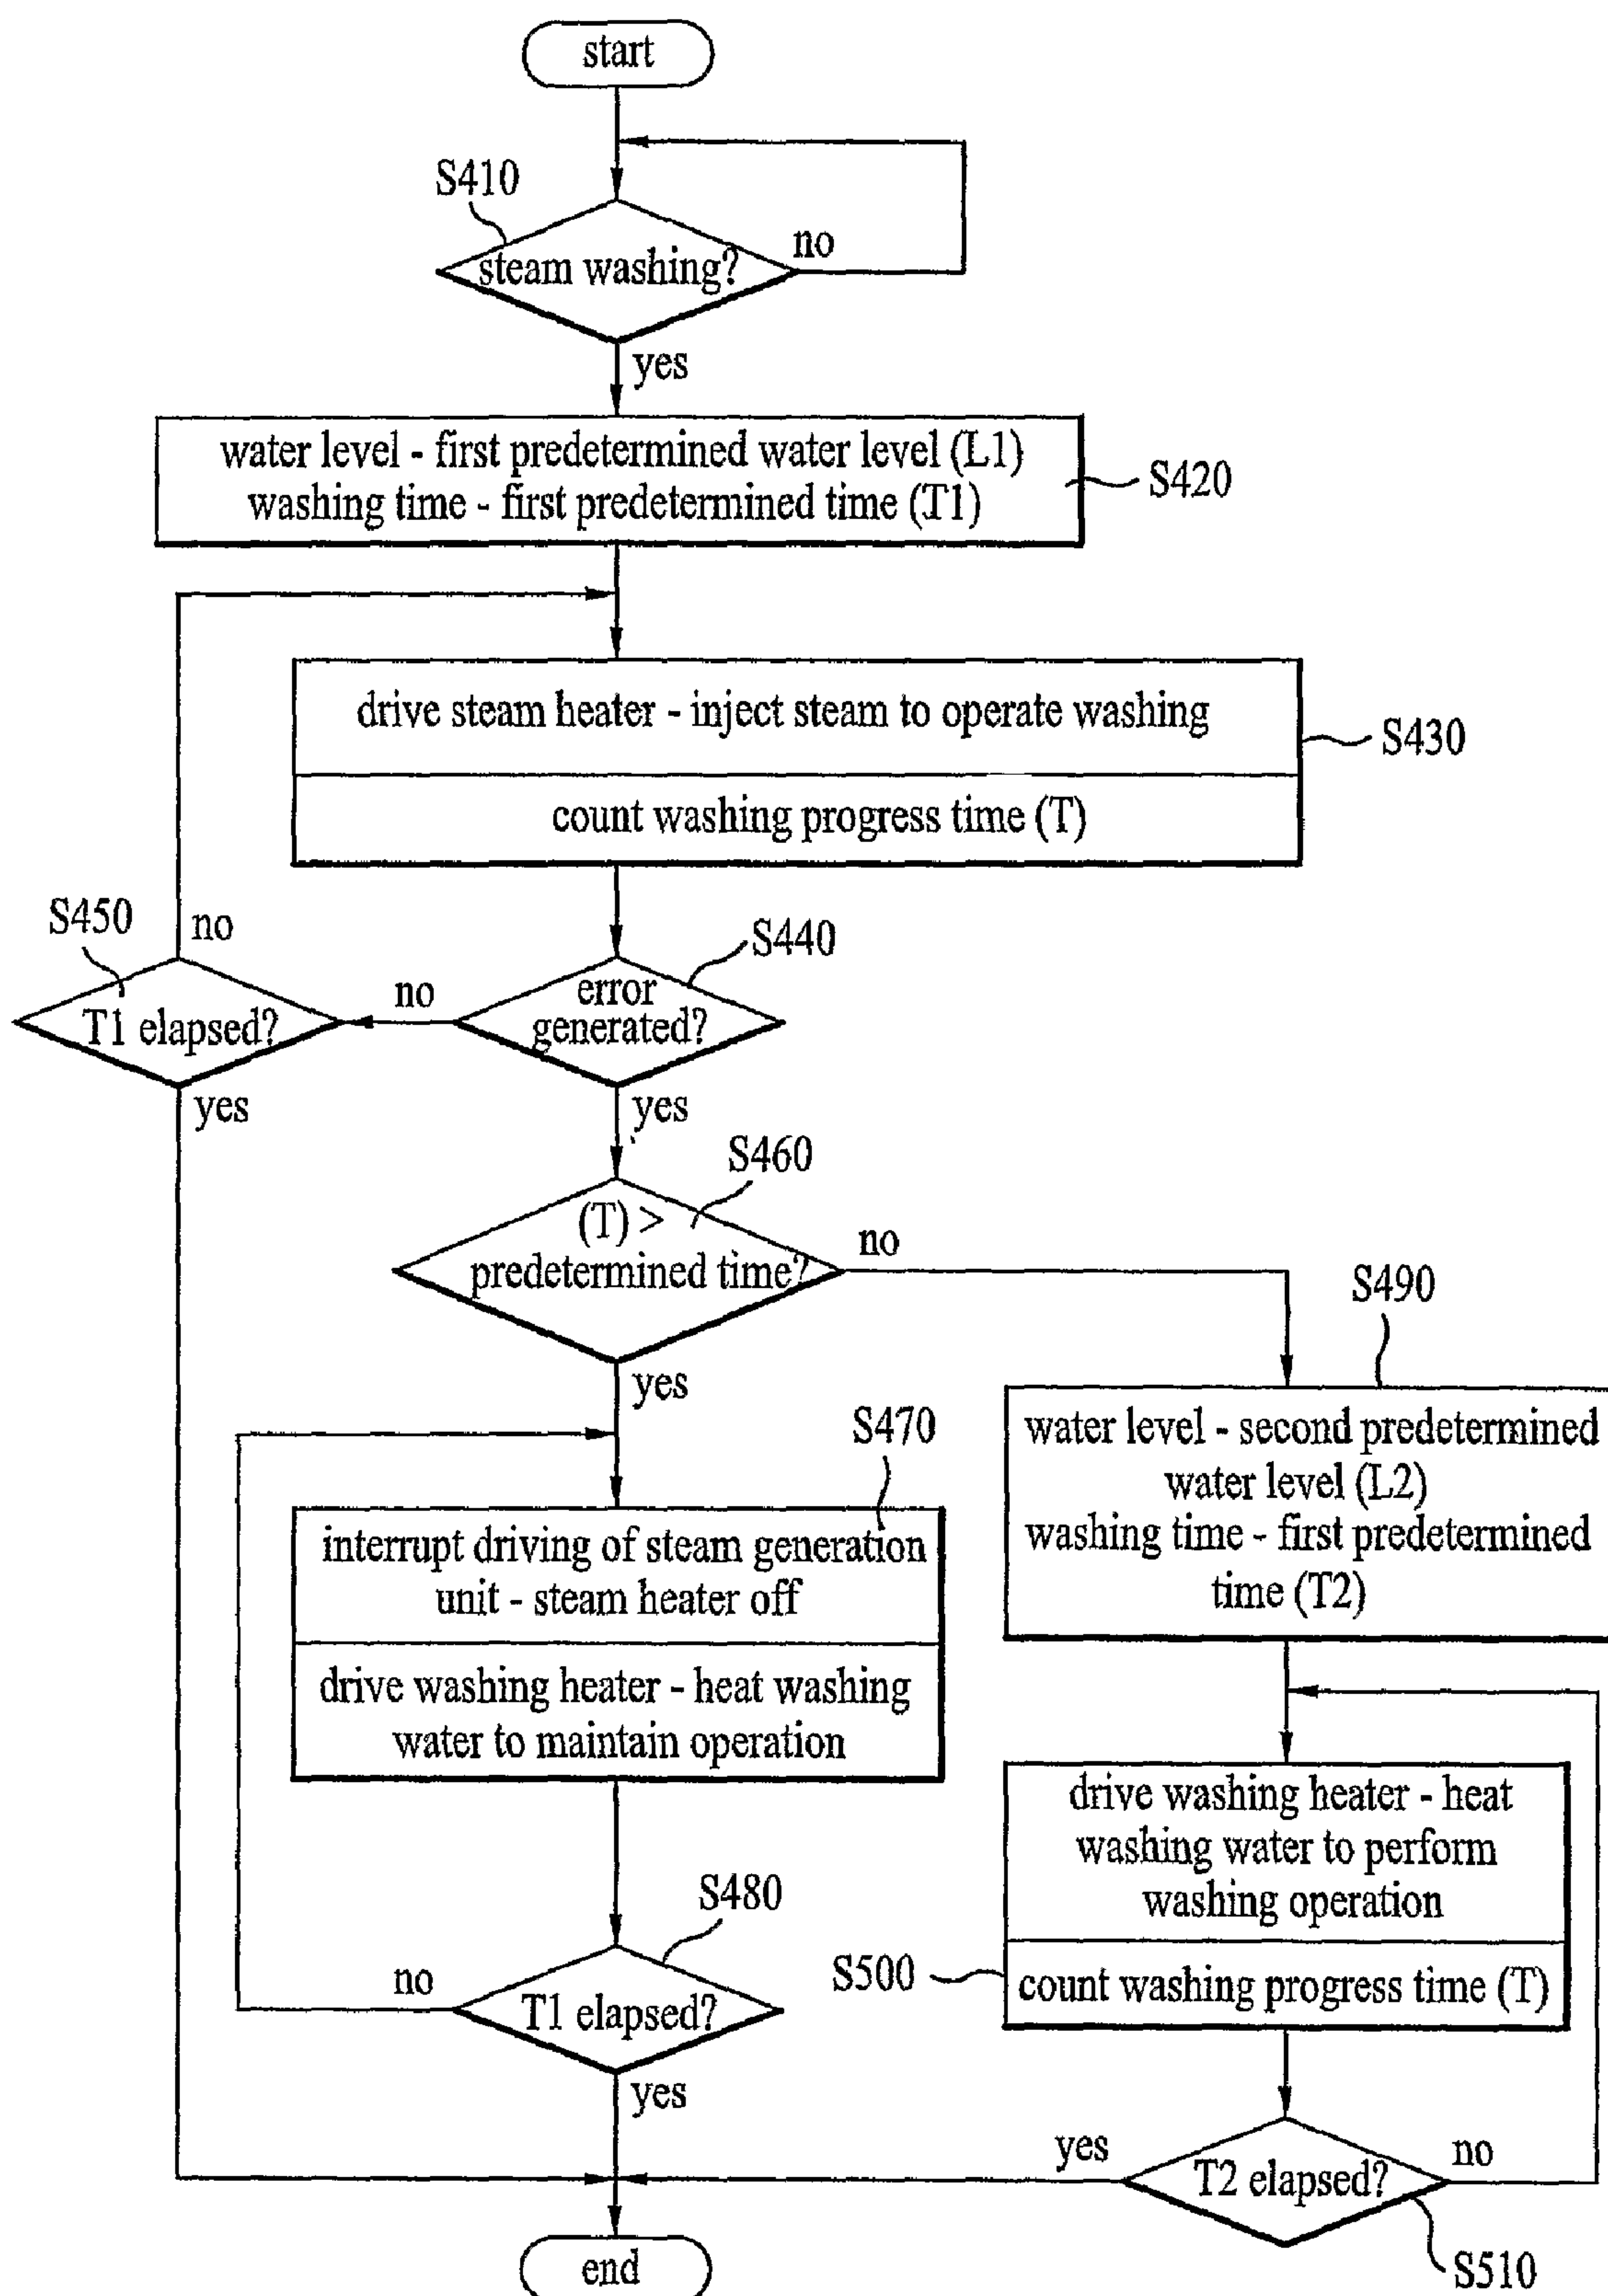 start
S410
steam washing?
no
yes
water level - first predetermined water level (L1)
washing time - first predetermined time (T1)
S420
drive steam heater - inject steam to operate washing
count washing progress time (T)
S430
S450
no
T1 elapsed?
yes
no
S440
error
generated?
yes
S460
(T) >
predetermined time?
no
yes
S470
interrupt driving of steam generation
unit - steam heater off
drive washing heater - heat washing
water to maintain operation
S480
no
T1 elapsed?
yes
S490
water level - second predetermined
water level (L2)
washing time - first predetermined
time (T2)
drive washing heater - heat
washing water to perform
washing operation
S500
count washing progress time (T)
yes
T2 elapsed?
no
S510
end